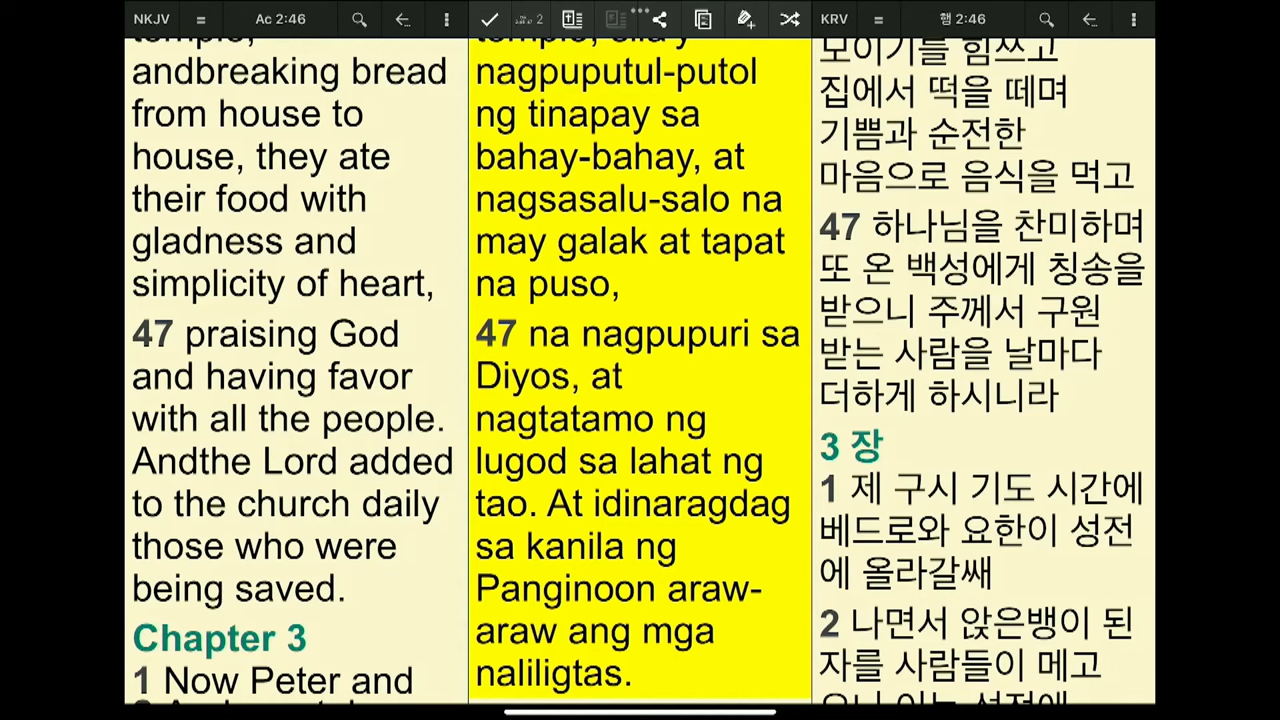 NKJV = Ac 2:46
2
KRV = 행 2:46
temple,
andbreaking bread
from house to
house, they ate
their food with
gladness and
simplicity of heart,
47 praising God
and having favor
with all the people.
Andthe Lord added
to the church daily
those who were
being saved.
Chapter 3
1 Now Peter and
nagpuputul-putol
ng tinapay sa
bahay-bahay, at
nagsasalu-salo na
may galak at tapat
na puso,
47 na nagpupuri sa
Diyos, at
nagtatamo ng
lugod sa lahat ng
tao. At idinaragdag
sa kanila ng
Panginoon araw-
araw ang mga
naliligtas.
모이기를 힘쓰고
집에서 떡을 떼며
기쁨과 순전한
마음으로 음식을 먹고
47 하나님을 찬미하며
또 온 백성에게 칭송을
받으니 주께서 구원
받는 사람을 날마다
더하게 하시니라
3 장
1 제 구시 기도 시간에
베드로와 요한이 성전
에 올라갈쌔
2 나면서 앉은뱅이 된
자를 사람들이 메고